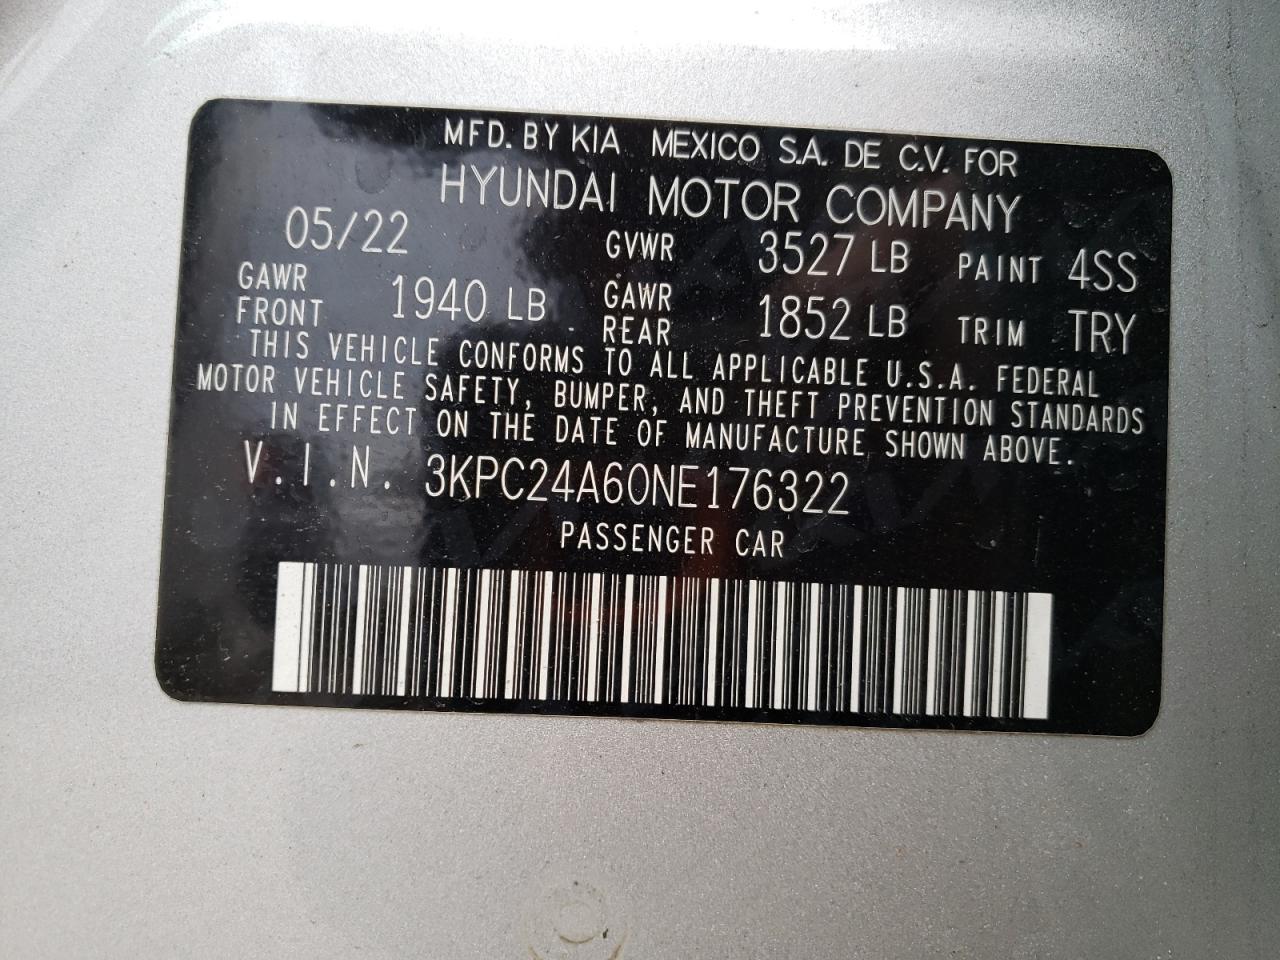 MFD. BY KIA MEXICO S.A. DE C.V. FOR
HYUNDAI MOTOR COMPANY
05/22 GVWR 3527 LB PAINT 4SS
GAWR FRONT 1940 LB GAWR REAR 1852 LB TRIM TRY
THIS VEHICLE CONFORMS TO ALL APPLICABLE U.S.A. FEDERAL
MOTOR VEHICLE SAFETY, BUMPER, AND THEFT PREVENTION STANDARDS
IN EFFECT ON THE DATE OF MANUFACTURE SHOWN ABOVE.
V.I.N. 3KPC24A60NE176322
PASSENGER CAR